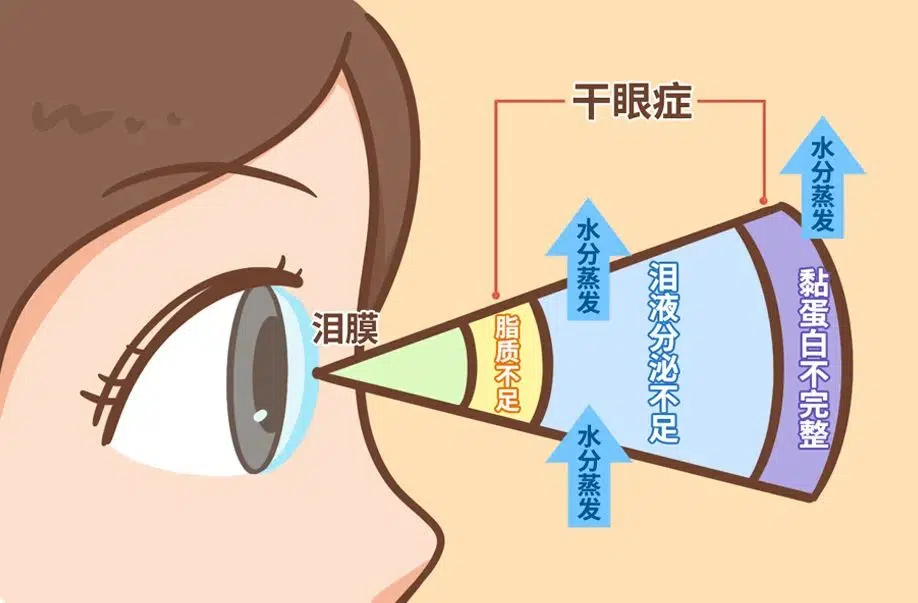 干眼症
水分蒸发
水分蒸发
泪膜
脂质不足
泪液分泌不足
黏蛋白不完整
水分蒸发